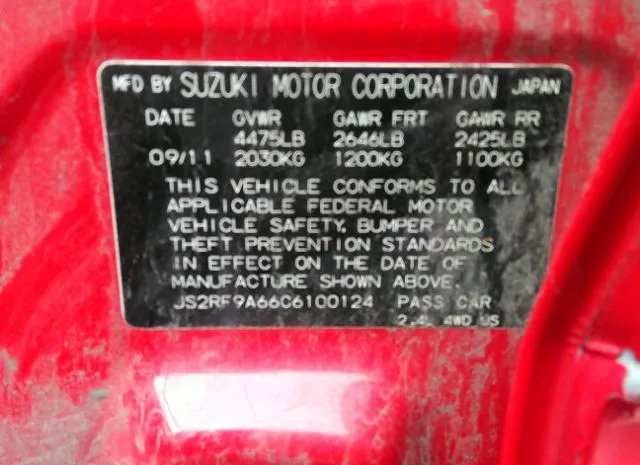 MFD BY SUZUKI MOTOR CORPORATION JAPAN
DATE GVWR GAWR FRT GAWR RR
4475LB 2646LB 2425LB
09/11 2030KG 1200KG 1100KG
THIS VEHICLE CONFORMS TO ALL
APPLICABLE FEDERAL MOTOR
VEHICLE SAFETY, BUMPER AND
THEFT PREVENTION STANDARDS
IN EFFECT ON THE DATE OF
MANUFACTURE SHOWN ABOVE.
JS2RF9A66C6100124 PASS CAR
2.4L 4WD US